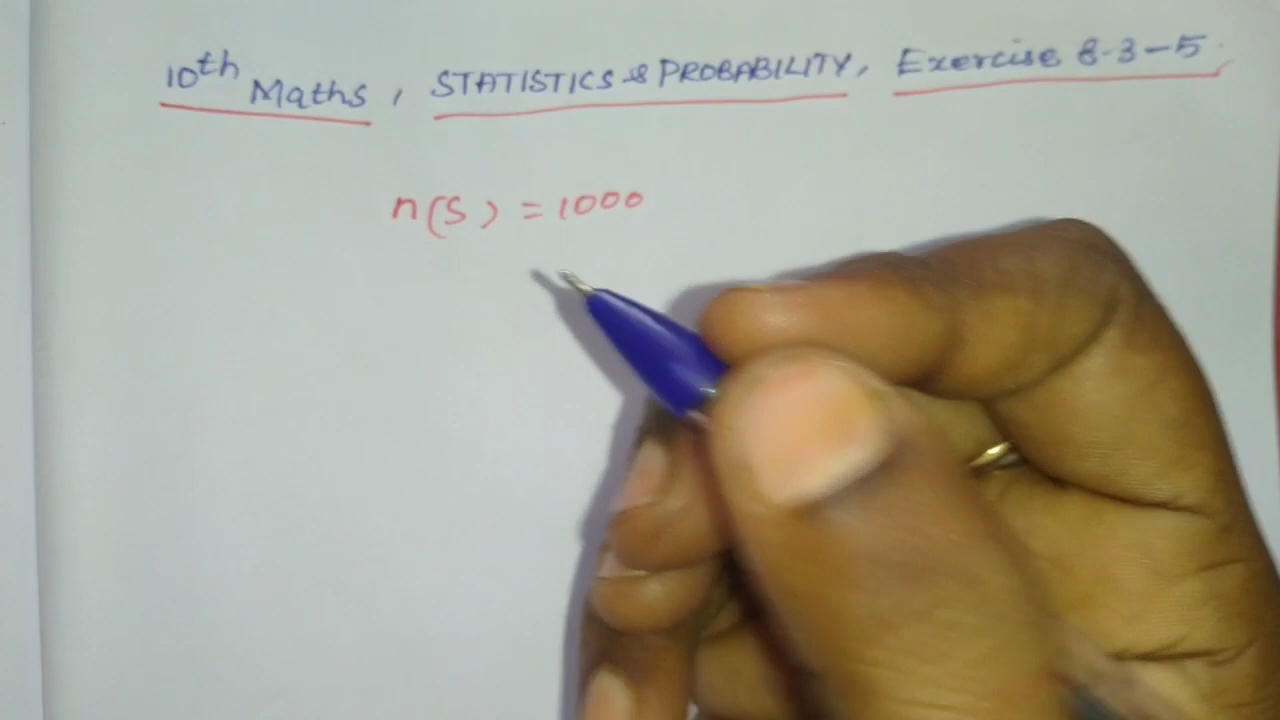 10th Maths, STATISTICS & PROBABILITY, Exercise 8.3-5.
n(S) = 1000